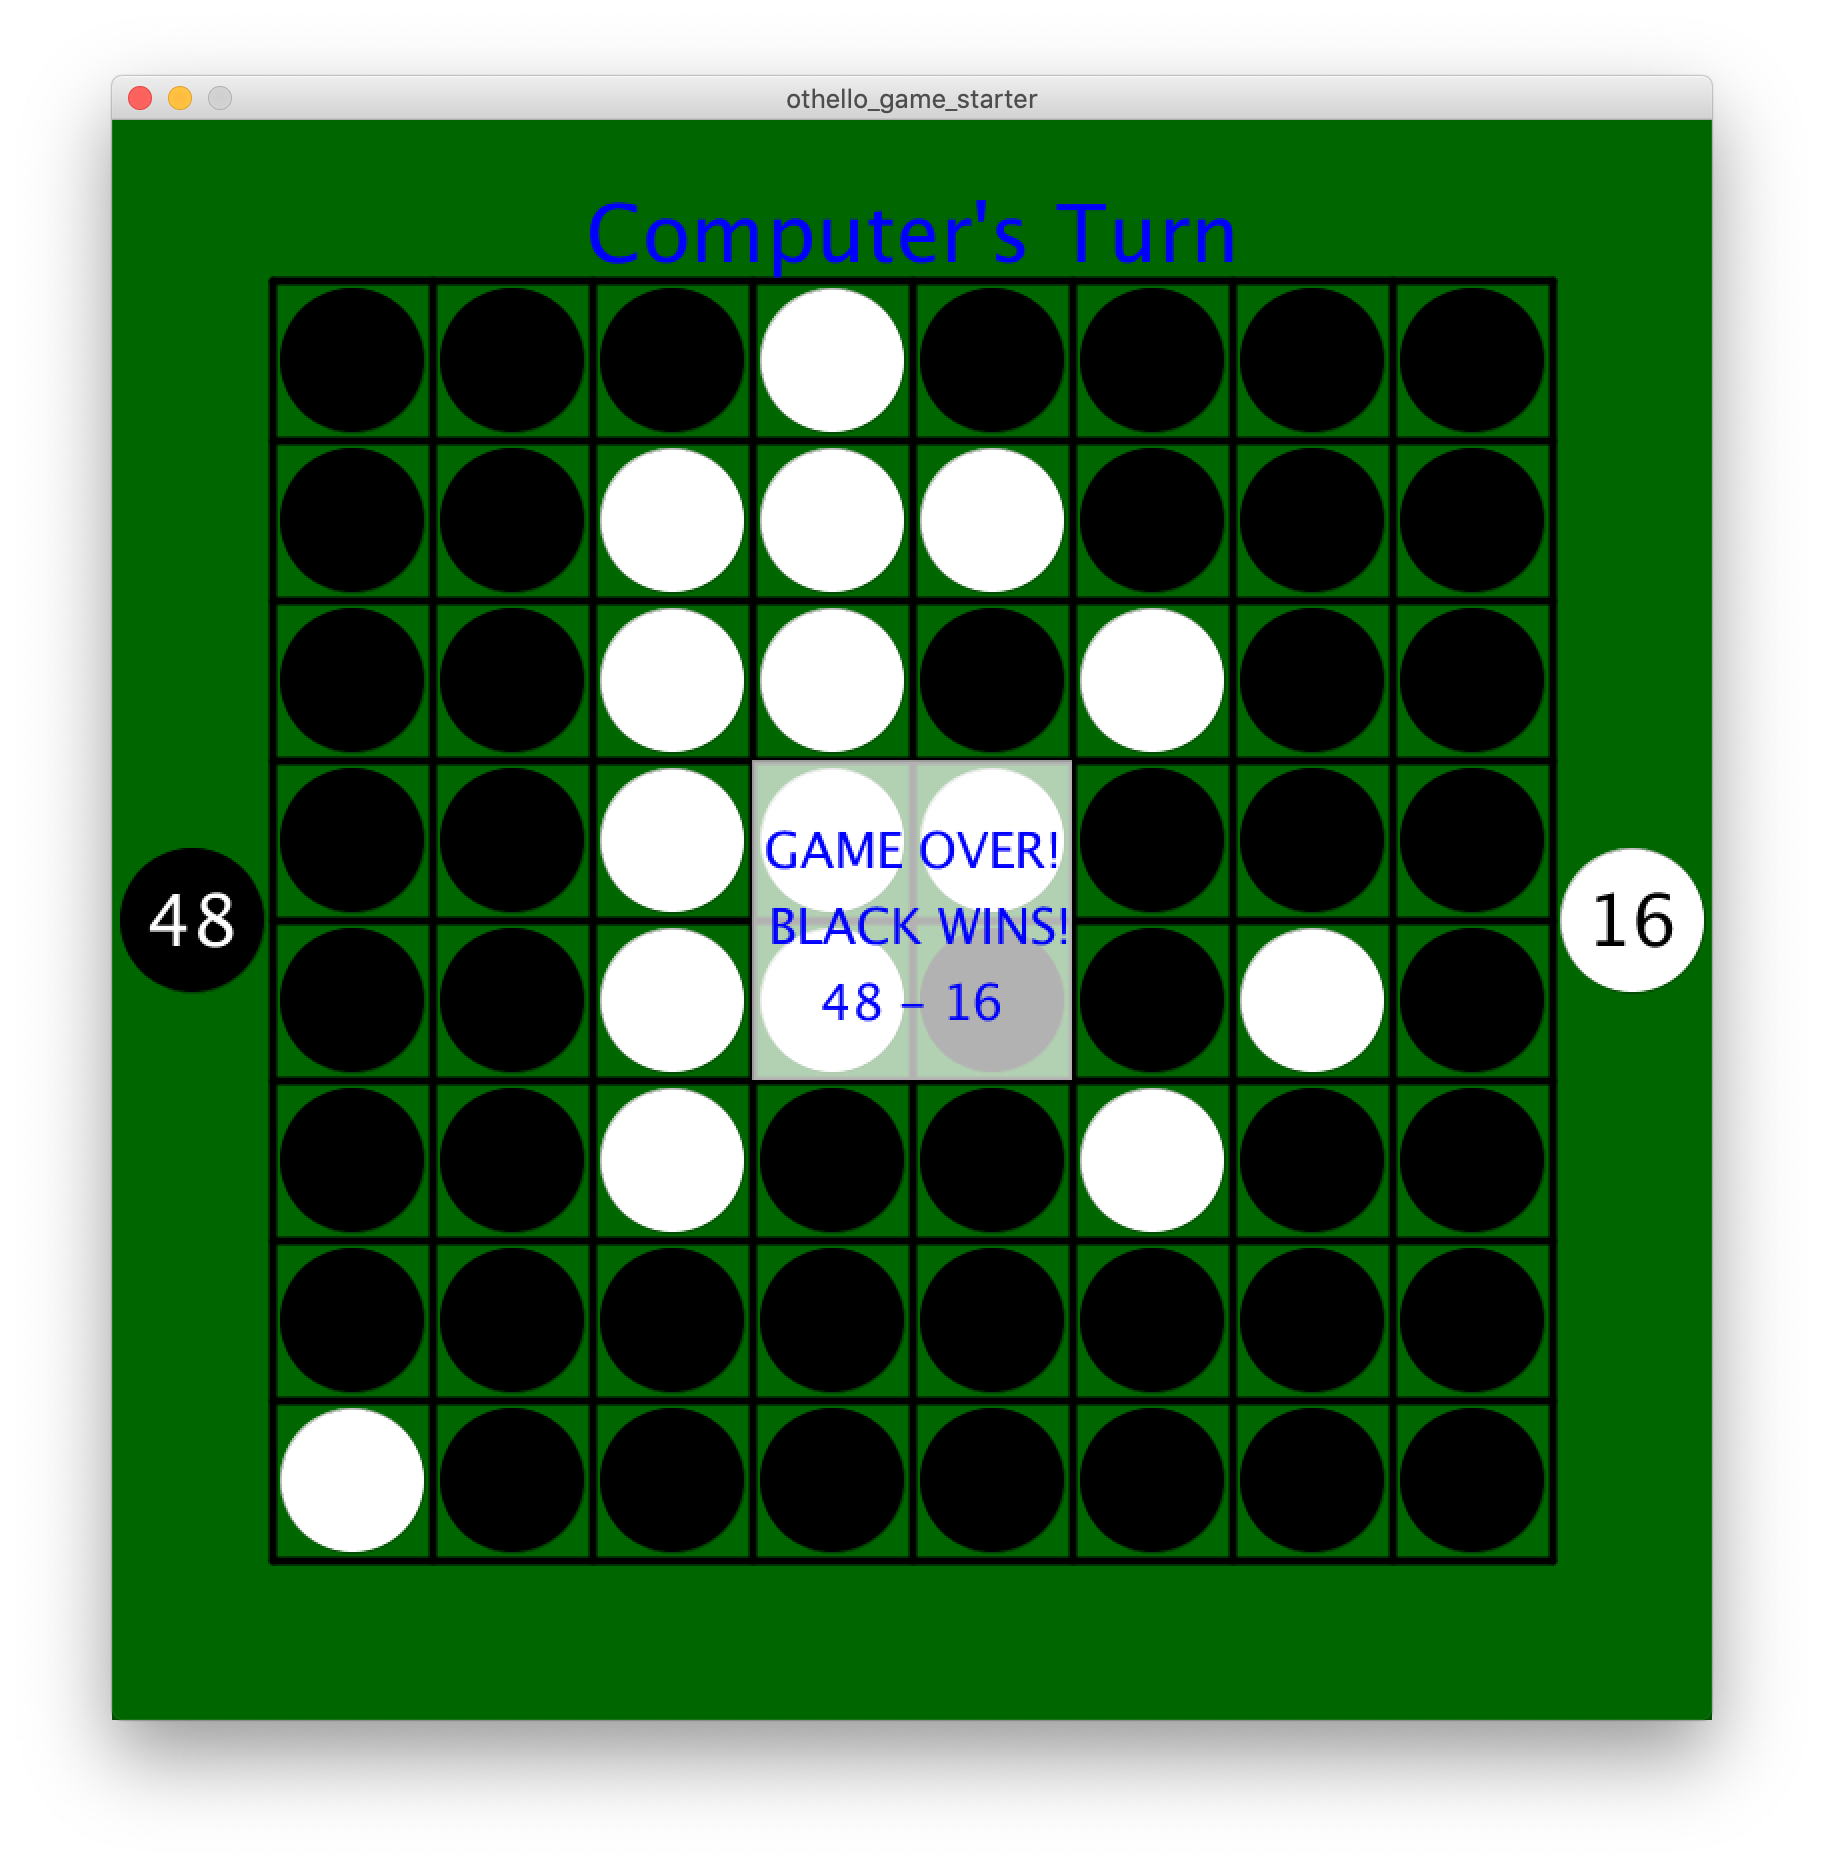 othello_game_starter
Computer's Turn
GAME OVER!
BLACK WINS!
48 – 16
48
16